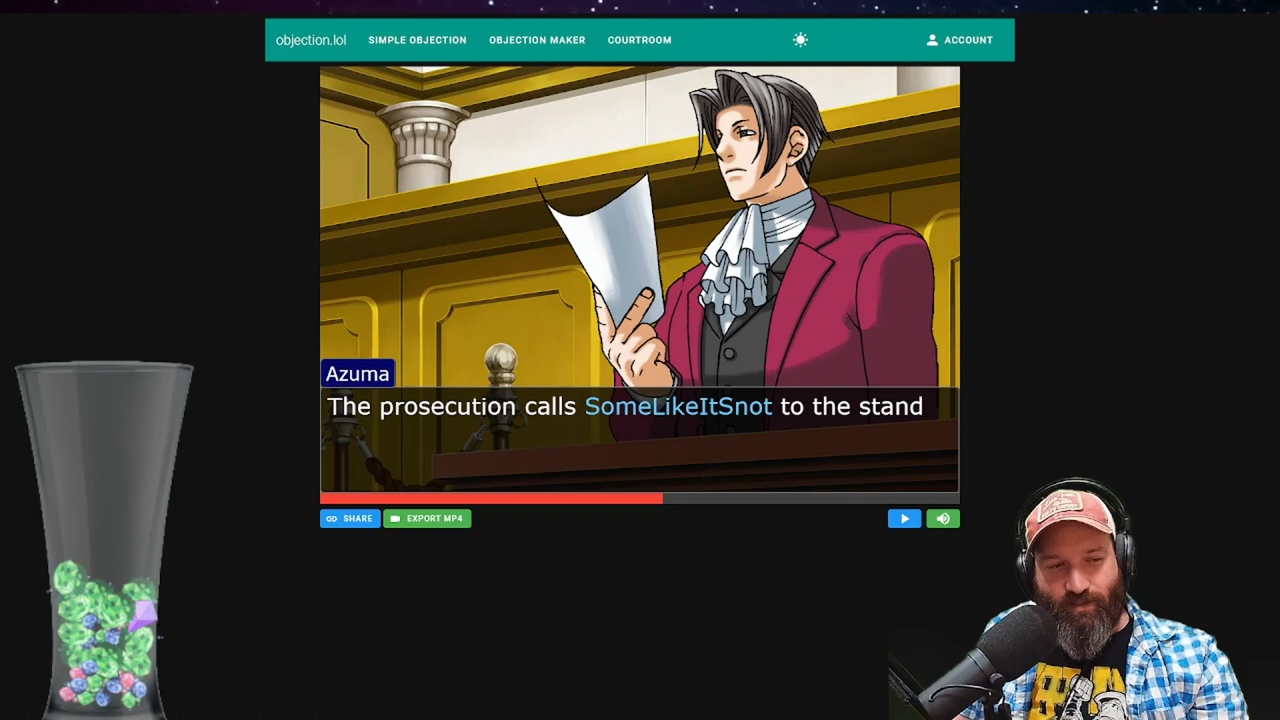 objection.lol SIMPLE OBJECTION OBJECTION MAKER COURTROOM ACCOUNT
Azuma
The prosecution calls SomeLikeItSnot to the stand
SHARE EXPORT MP4